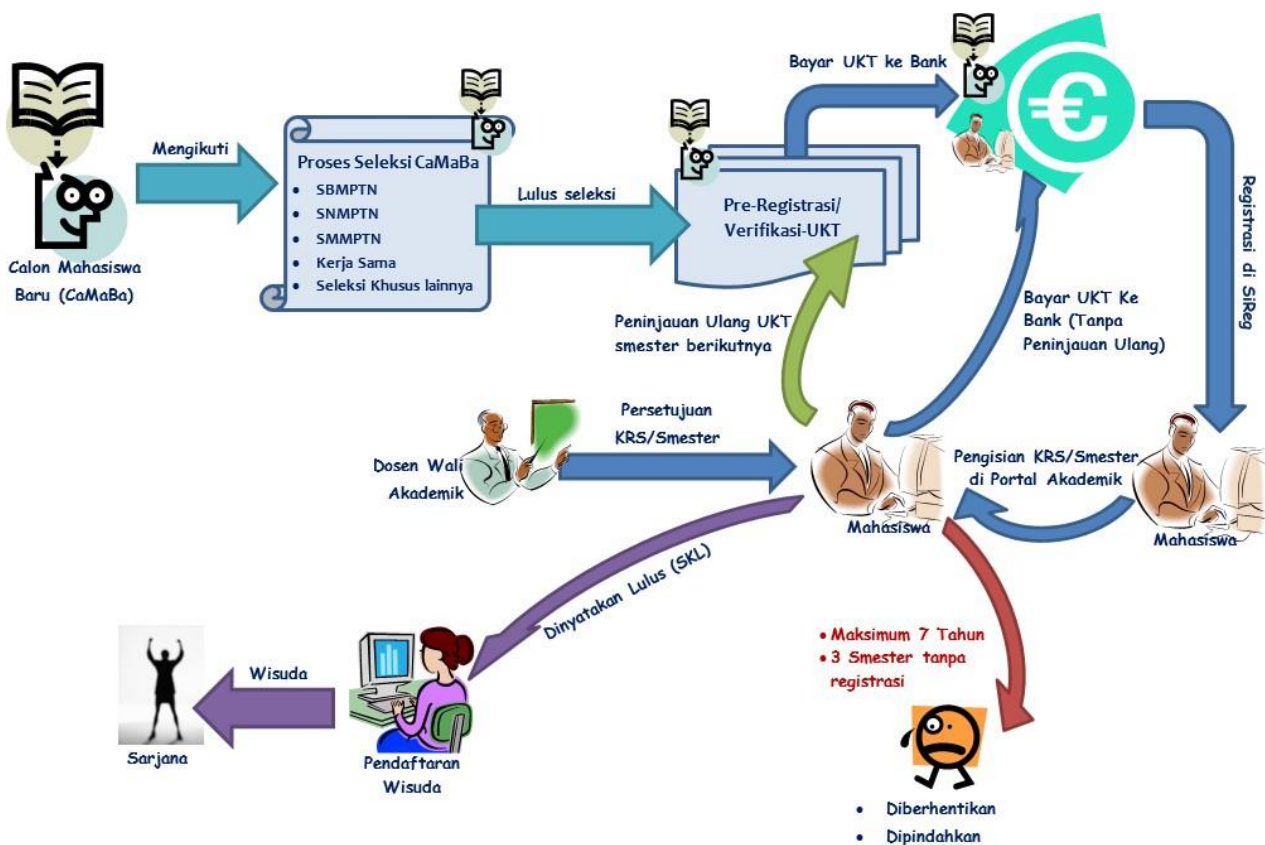 Calon Mahasiswa
Baru (CaMaBa)
Mengikuti
Proses Seleksi CaMaBa
• SBMPTN
• SNMPTN
• SMMPTN
• Kerja Sama
• Seleksi Khusus lainnya
Lulus seleksi
Pre-Registrasi/
Verifikasi-UKT
Bayar UKT ke Bank
€
Registrasi di SiReg
Peninjauan Ulang UKT
smester berikutnya
Bayar UKT Ke
Bank (Tanpa
Peninjauan Ulang)
Dosen Wali
Akademik
Persetujuan
KRS/Smester
Mahasiswa
Pengisian KRS/Smester
di Portal Akademik
Mahasiswa
Dinyatakan Lulus (SKL)
Pendaftaran
Wisuda
Wisuda
Sarjana
• Maksimum 7 Tahun
• 3 Smester tanpa
registrasi
• Diberhentikan
• Dipindahkan